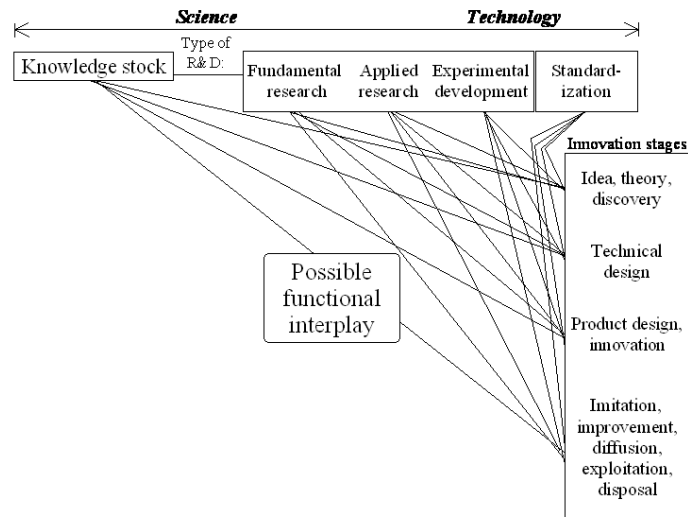 Science
Technology
Type of
R& D:
Knowledge stock
Fundamental
research
Applied
research
Experimental
development
Standard-
ization
Innovation stages
Idea, theory,
discovery
Technical
design
Possible
functional
interplay
Product design,
innovation
Imitation,
improvement,
diffusion,
exploitation,
disposal